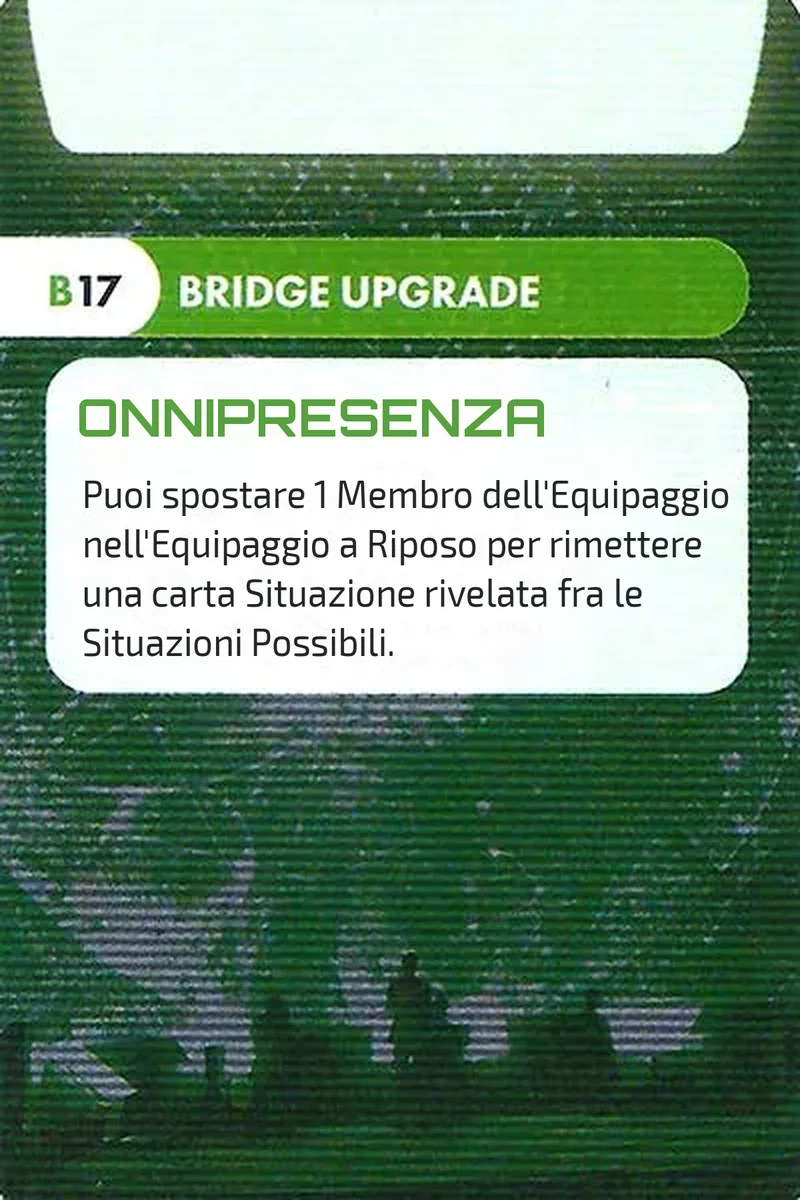 B17 BRIDGE UPGRADE
ONNIPRESENZA
Puoi spostare 1 Membro dell'Equipaggio
nell'Equipaggio a Riposo per rimettere
una carta Situazione rivelata fra le
Situazioni Possibili.